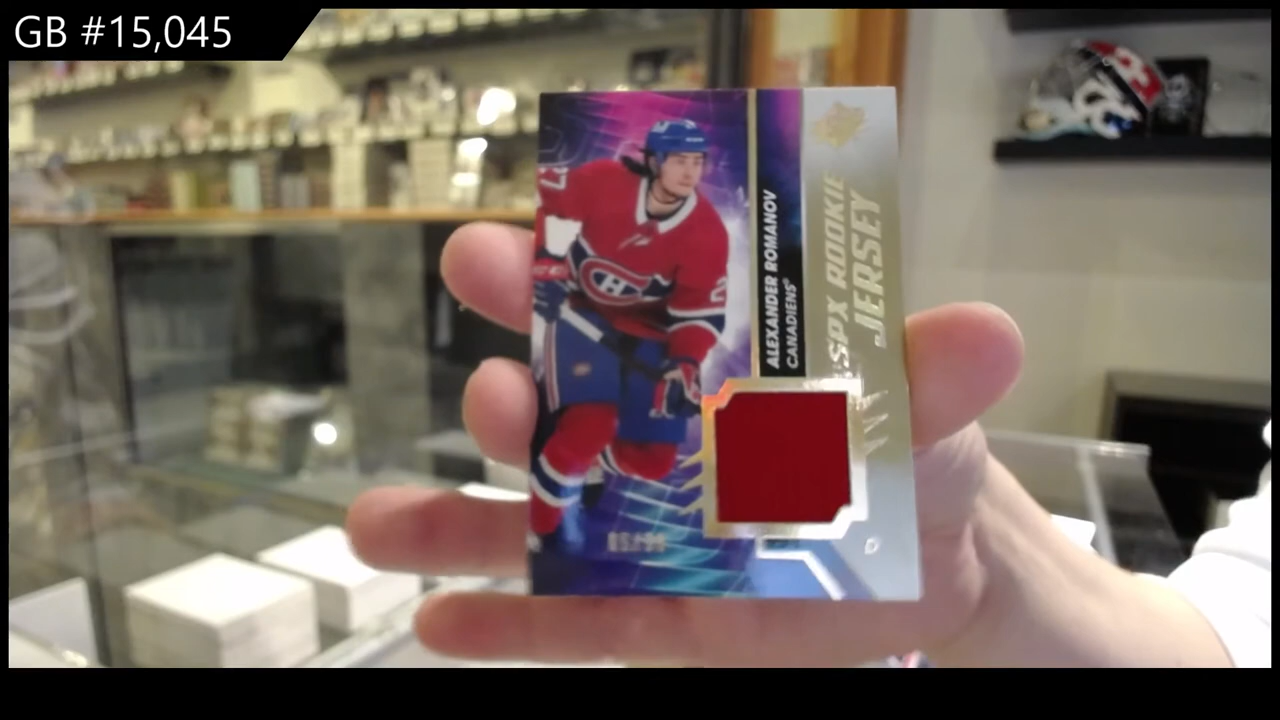 GB #15,045
ALEXANDER ROMANOV
CANADIENS®
SPX ROOKIE
JERSEY